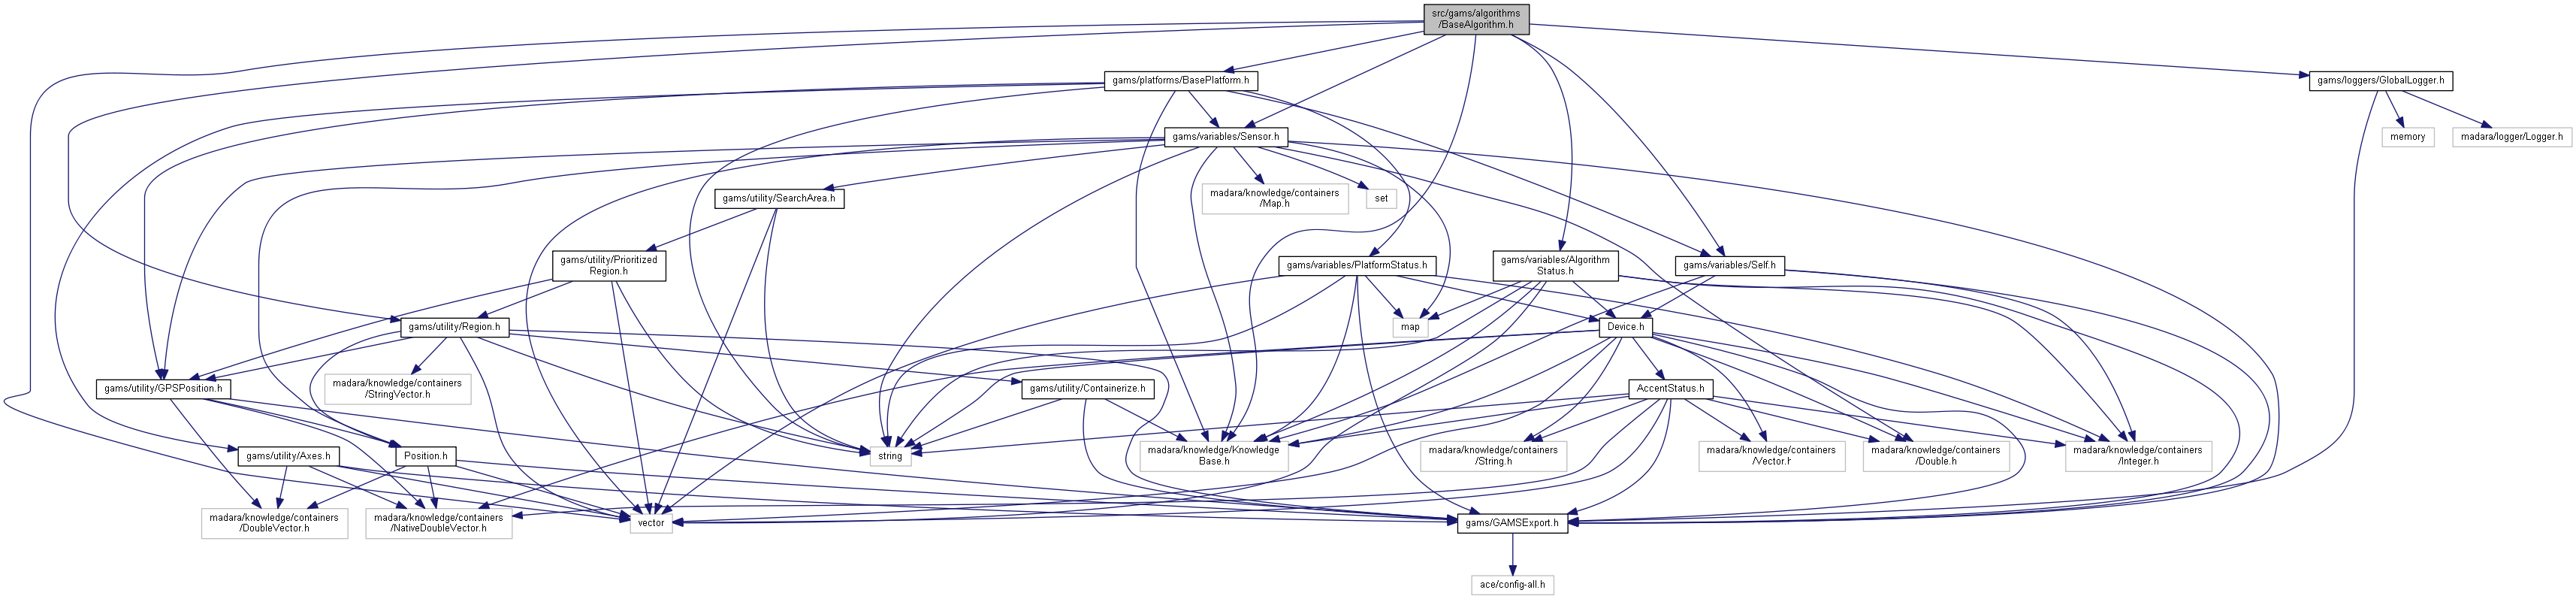 src/gams/algorithms
/BaseAlgorithm.h
gams/platforms/BasePlatform.h
gams/loggers/GlobalLogger.h
gams/variables/Sensor.h
memory
madara/logger/Logger.h
gams/utility/SearchArea.h
madara/knowledge/containers
/Map.h
set
gams/utility/Prioritized
Region.h
gams/variables/PlatformStatus.h
gams/variables/Algorithm
Status.h
gams/variables/Self.h
gams/utility/Region.h
map
Device.h
gams/utility/GPSPosition.h
madara/knowledge/containers
/StringVector.h
gams/utility/Containerize.h
AccentStatus.h
gams/utility/Axes.h
Position.h
string
madara/knowledge/Knowledge
Base.h
madara/knowledge/containers
/String.h
madara/knowledge/containers
/Vector.h
madara/knowledge/containers
/Double.h
madara/knowledge/containers
/Integer.h
madara/knowledge/containers
/DoubleVector.h
madara/knowledge/containers
/NativeDoubleVector.h
vector
gams/GAMSExport.h
ace/config-all.h